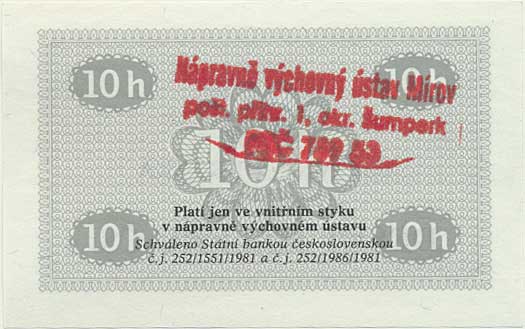 10 h
10 h
Nápravně výchovný ústav Mírov
pošt. přihr. 1, okr. Šumperk
PSČ 789 53
10 h
Platí jen ve vnitřním styku
v nápravně výchovném ústavu
Schváleno Státní bankou československou
č. j. 252/1551/1981 a č. j. 252/1986/1981
10 h
10 h